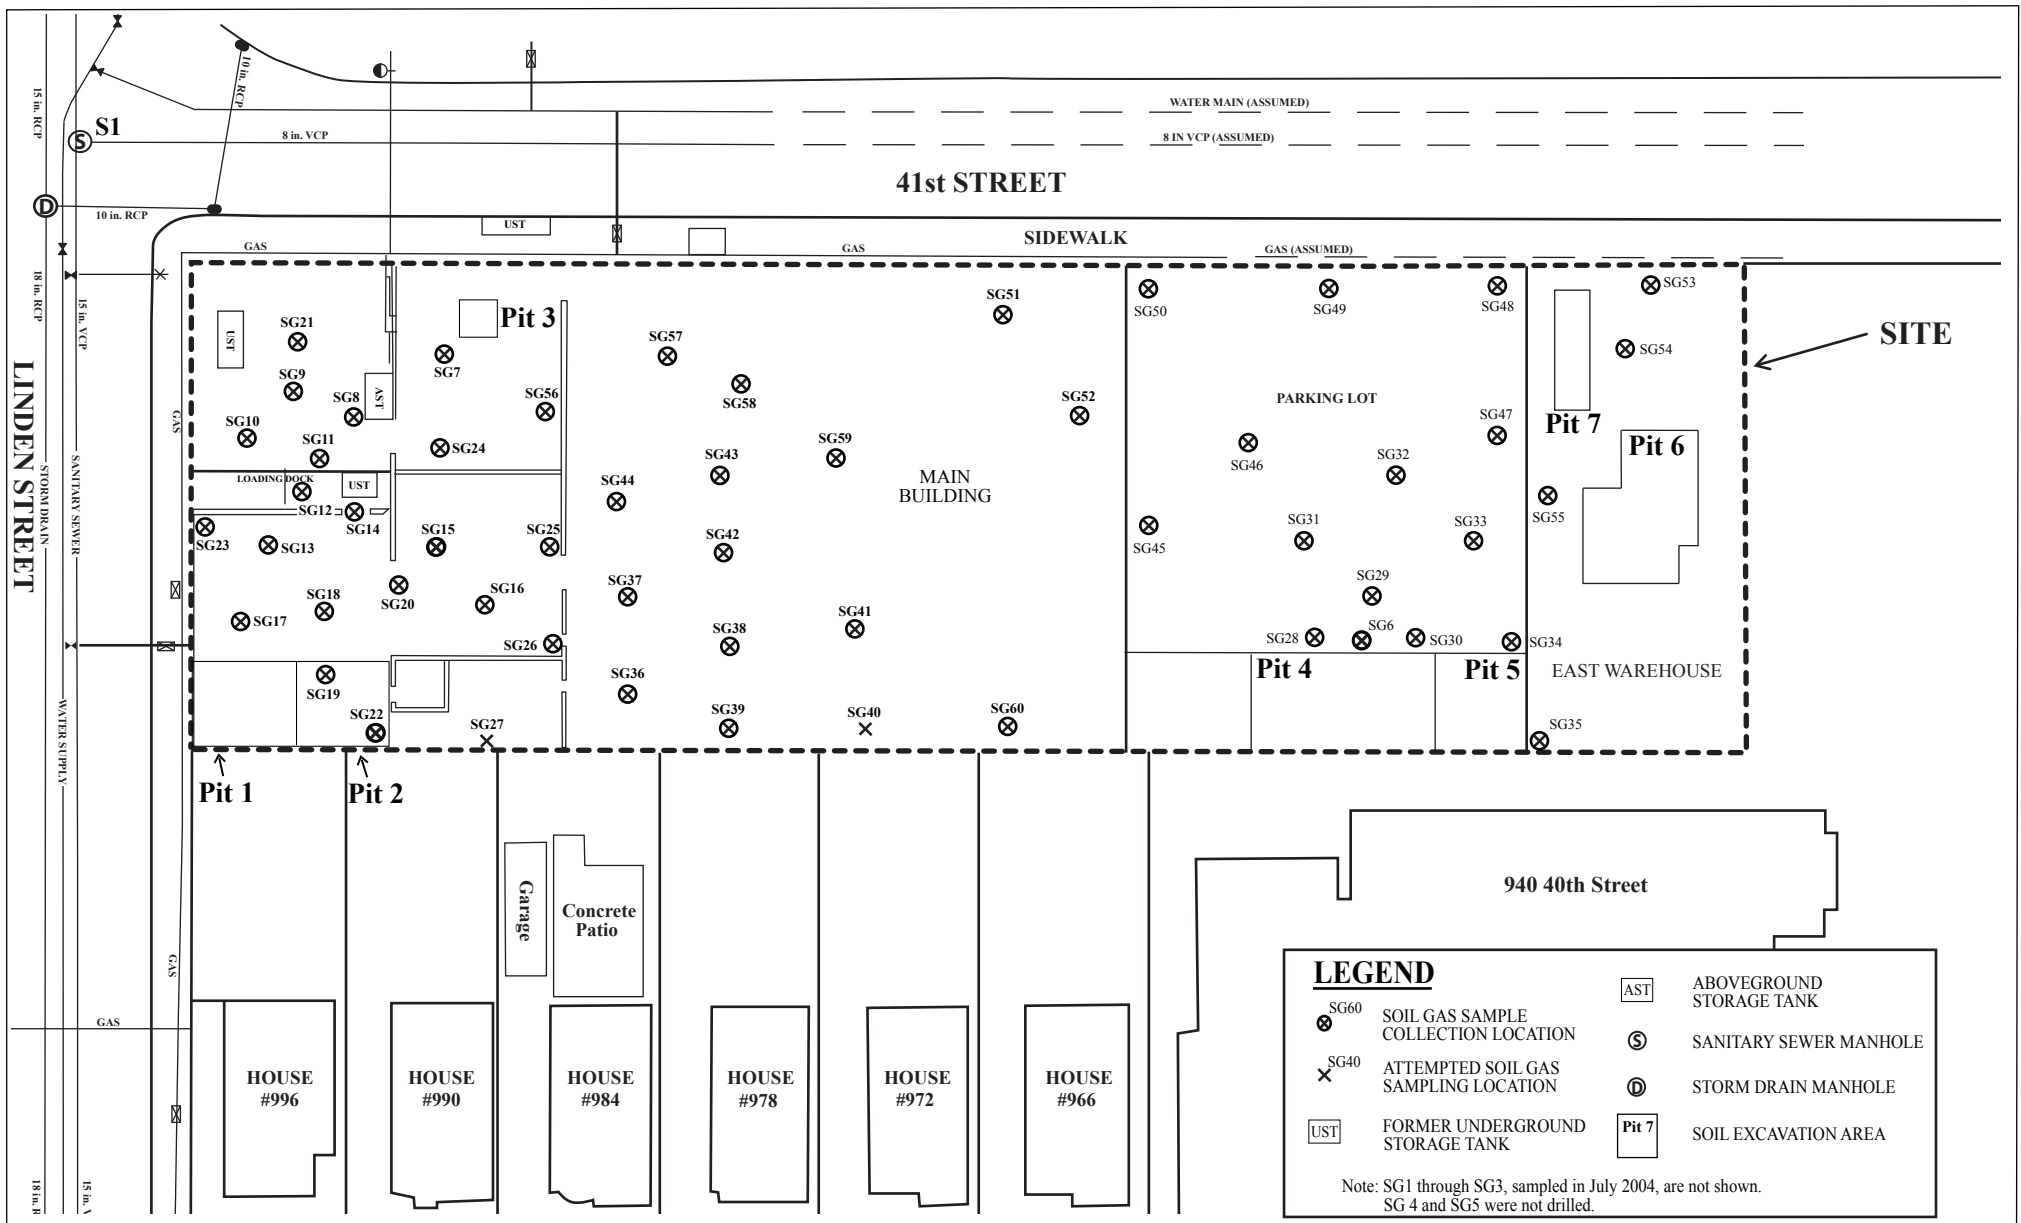 WATER MAIN (ASSUMED)
15 in. RCP
10 in. RCP
S1
S
8 in. VCP
8 IN VCP (ASSUMED)
41st STREET
D
10 in. RCP
UST
SIDEWALK
GAS
GAS
GAS (ASSUMED)
18 in. RCP
15 in. VCP
SG51
SG50
SG49
SG48
SG53
SITE
UST
SG21
Pit 3
SG57
SG54
SG7
SG9
SG8
AST
SG56
SG58
SG52
PARKING LOT
SG47
Pit 7
LINDEN STREET
GAS
SG10
SG11
SG24
SG59
SG46
SG32
Pit 6
STORM DRAIN
SANITARY SEWER
LOADING DOCK
UST
SG43
SG44
MAIN
BUILDING
SG12
SG14
SG55
SG23
SG13
SG15
SG25
SG42
SG45
SG31
SG33
SG18
SG20
SG16
SG37
SG29
SG17
SG41
SG26
SG38
SG28
SG6
SG30
SG34
Pit 4
Pit 5
EAST WAREHOUSE
SG19
SG36
WATER SUPPLY
SG22
SG27
SG39
SG40
SG60
SG35
Pit 1
Pit 2
Garage
Concrete
Patio
940 40th Street
GAS
GAS
HOUSE
#996
HOUSE
#990
HOUSE
#984
HOUSE
#978
HOUSE
#972
HOUSE
#966
18 in. R
15 in. V
LEGEND
SG60
SOIL GAS SAMPLE
COLLECTION LOCATION
SG40
ATTEMPTED SOIL GAS
SAMPLING LOCATION
UST
FORMER UNDERGROUND
STORAGE TANK
AST
ABOVEGROUND
STORAGE TANK
S
SANITARY SEWER MANHOLE
D
STORM DRAIN MANHOLE
Pit 7
SOIL EXCAVATION AREA
Note: SG1 through SG3, sampled in July 2004, are not shown.
SG 4 and SG5 were not drilled.